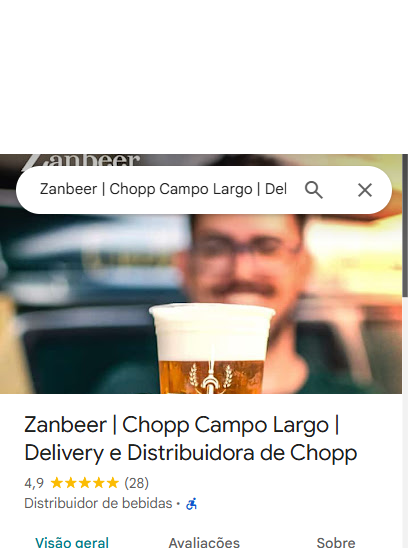 Zanbeer
Zanbeer | Chopp Campo Largo | Del
Zanbeer | Chopp Campo Largo |
Delivery e Distribuidora de Chopp
4,9 (28)
Distribuidor de bebidas ·
Visão geral Avaliações Sobre